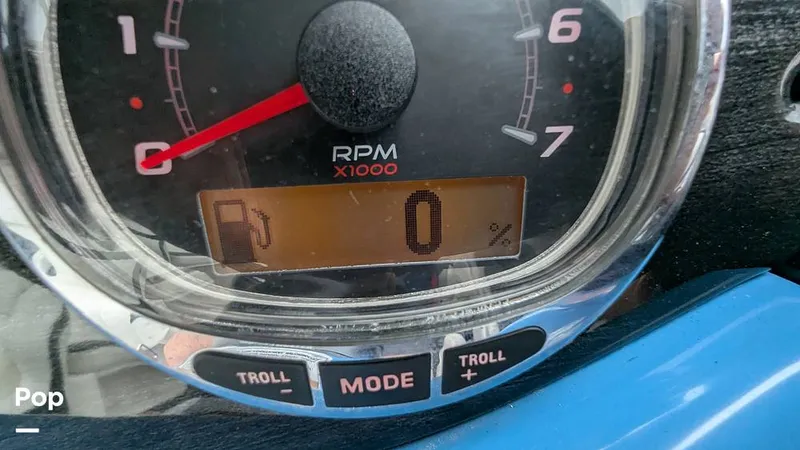 1 6
0 7
RPM
X1000
0 %
TROLL -
MODE
TROLL +
Pop